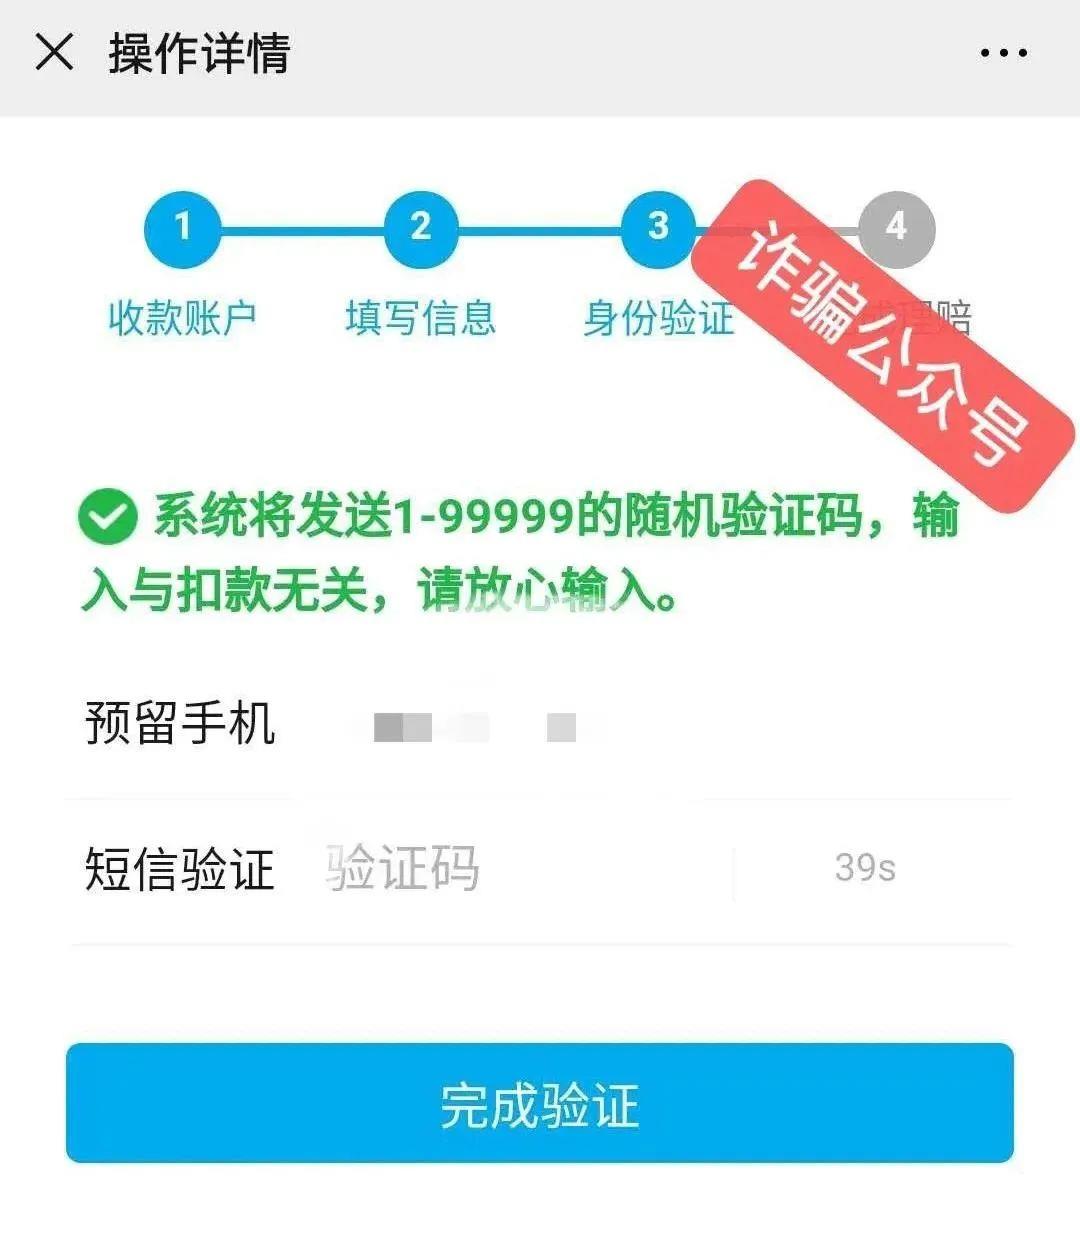 操作详情
1
2
3
4
收款账户
填写信息
身份验证
理赔
诈骗公众号
系统将发送1-99999的随机验证码，输
入与扣款无关，请放心输入。
预留手机
短信验证
验证码
39s
完成验证